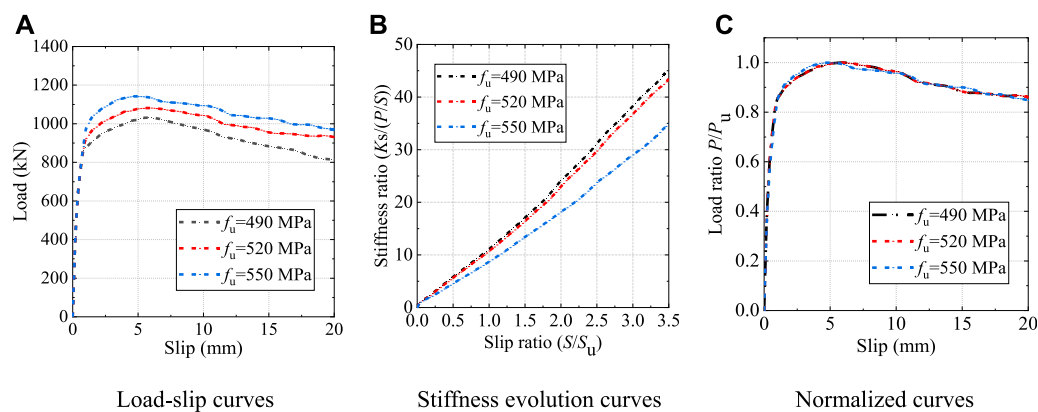 A
1400
1200
1000
800
600
400
200
0
Load (kN)
fu=490 MPa
fu=520 MPa
fu=550 MPa
0 5 10 15 20
Slip (mm)
Load-slip curves
B
50
40
30
20
10
0
Stiffness ratio (Ks/(P/S))
fu=490 MPa
fu=520 MPa
fu=550 MPa
0.0 0.5 1.0 1.5 2.0 2.5 3.0 3.5
Slip ratio (S/Su)
Stiffness evolution curves
C
1.0
0.8
0.6
0.4
0.2
0.0
Load ratio P/Pu
fu=490 MPa
fu=520 MPa
fu=550 MPa
0 5 10 15 20
Slip (mm)
Normalized curves